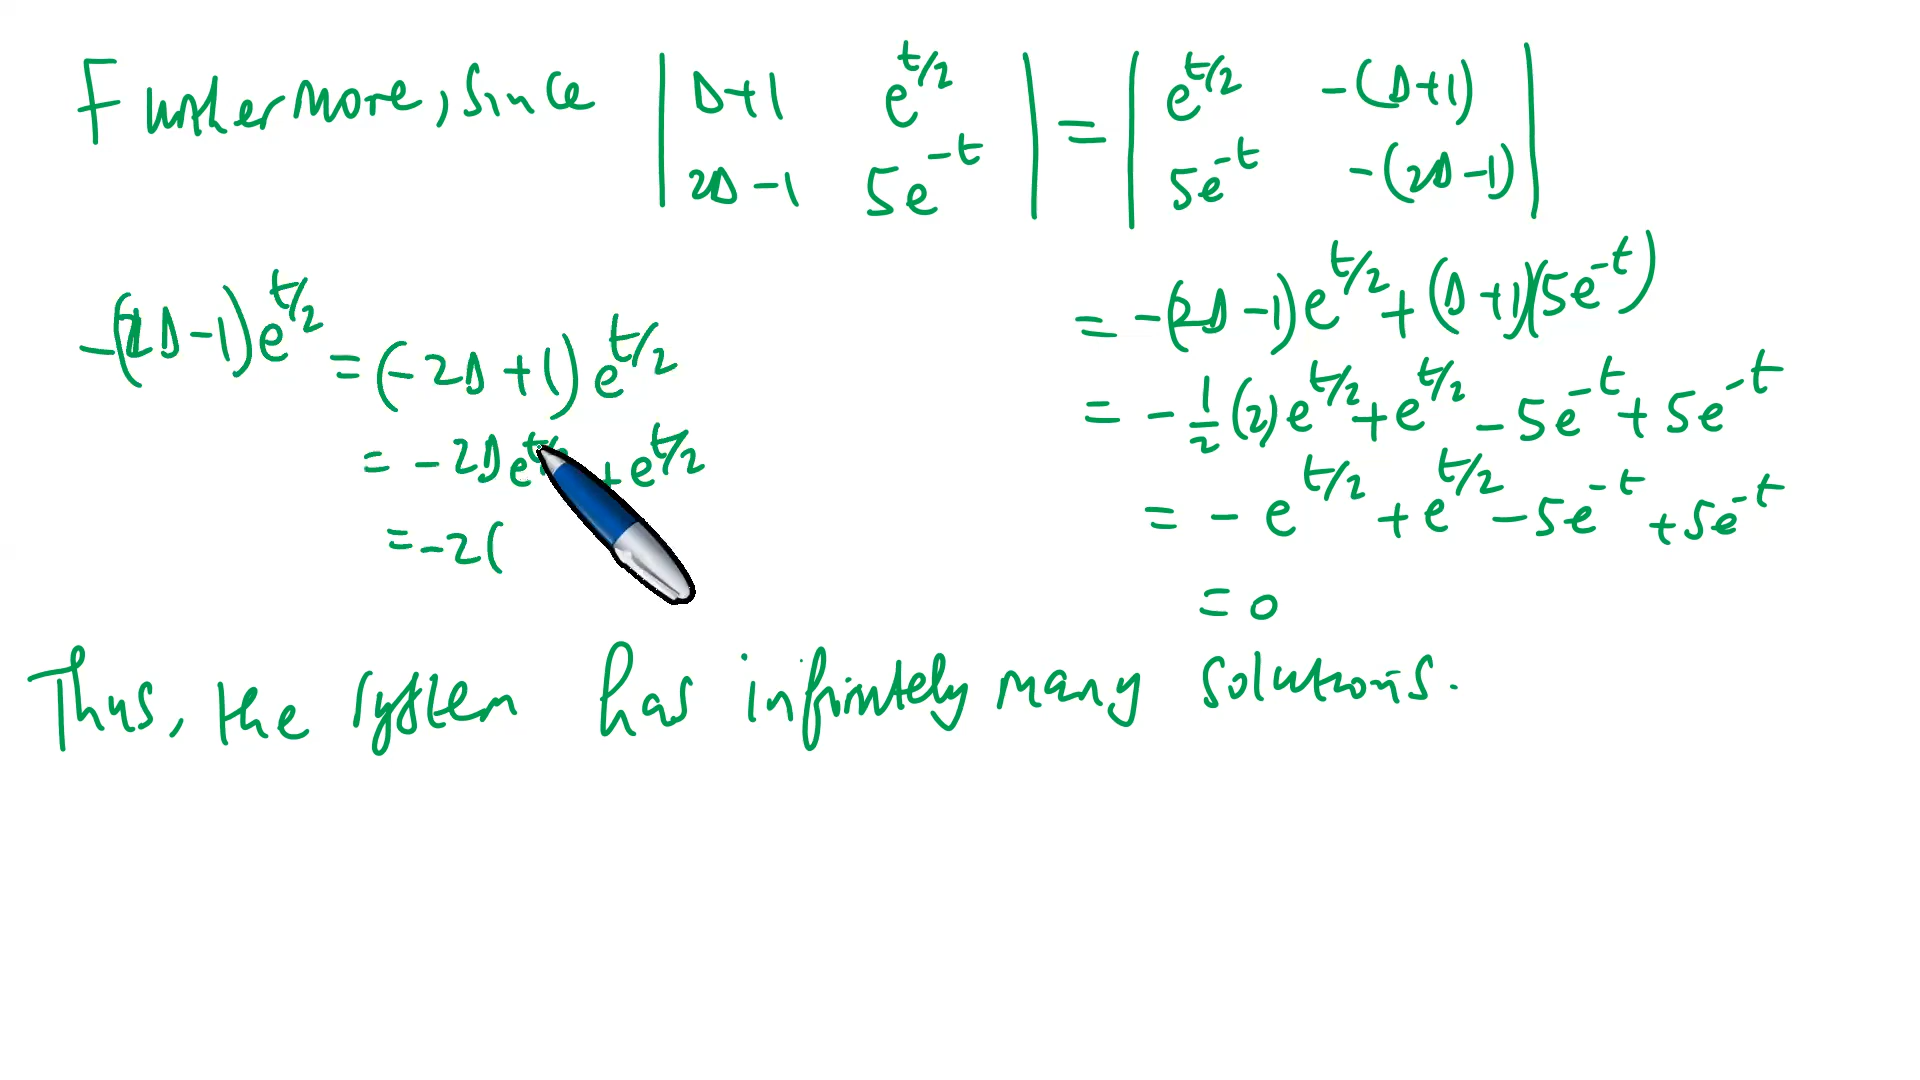 Furthermore, since | D+1 e^{t/2} | = | e^{t/2} -(D+1) |
| 2D-1 5e^{-t} | | 5e^{-t} -(2D-1) |
= -(2D-1)e^{t/2} + (D+1)(5e^{-t})
= -1/2 (2)e^{t/2} + e^{t/2} - 5e^{-t} + 5e^{-t}
= - e^{t/2} + e^{t/2} - 5e^{-t} + 5e^{-t}
= 0
-(2D-1)e^{t/2} = (-2D+1)e^{t/2}
= -2De^{t/2} + e^{t/2}
= -2(
Thus, the system has infinitely many solutions.